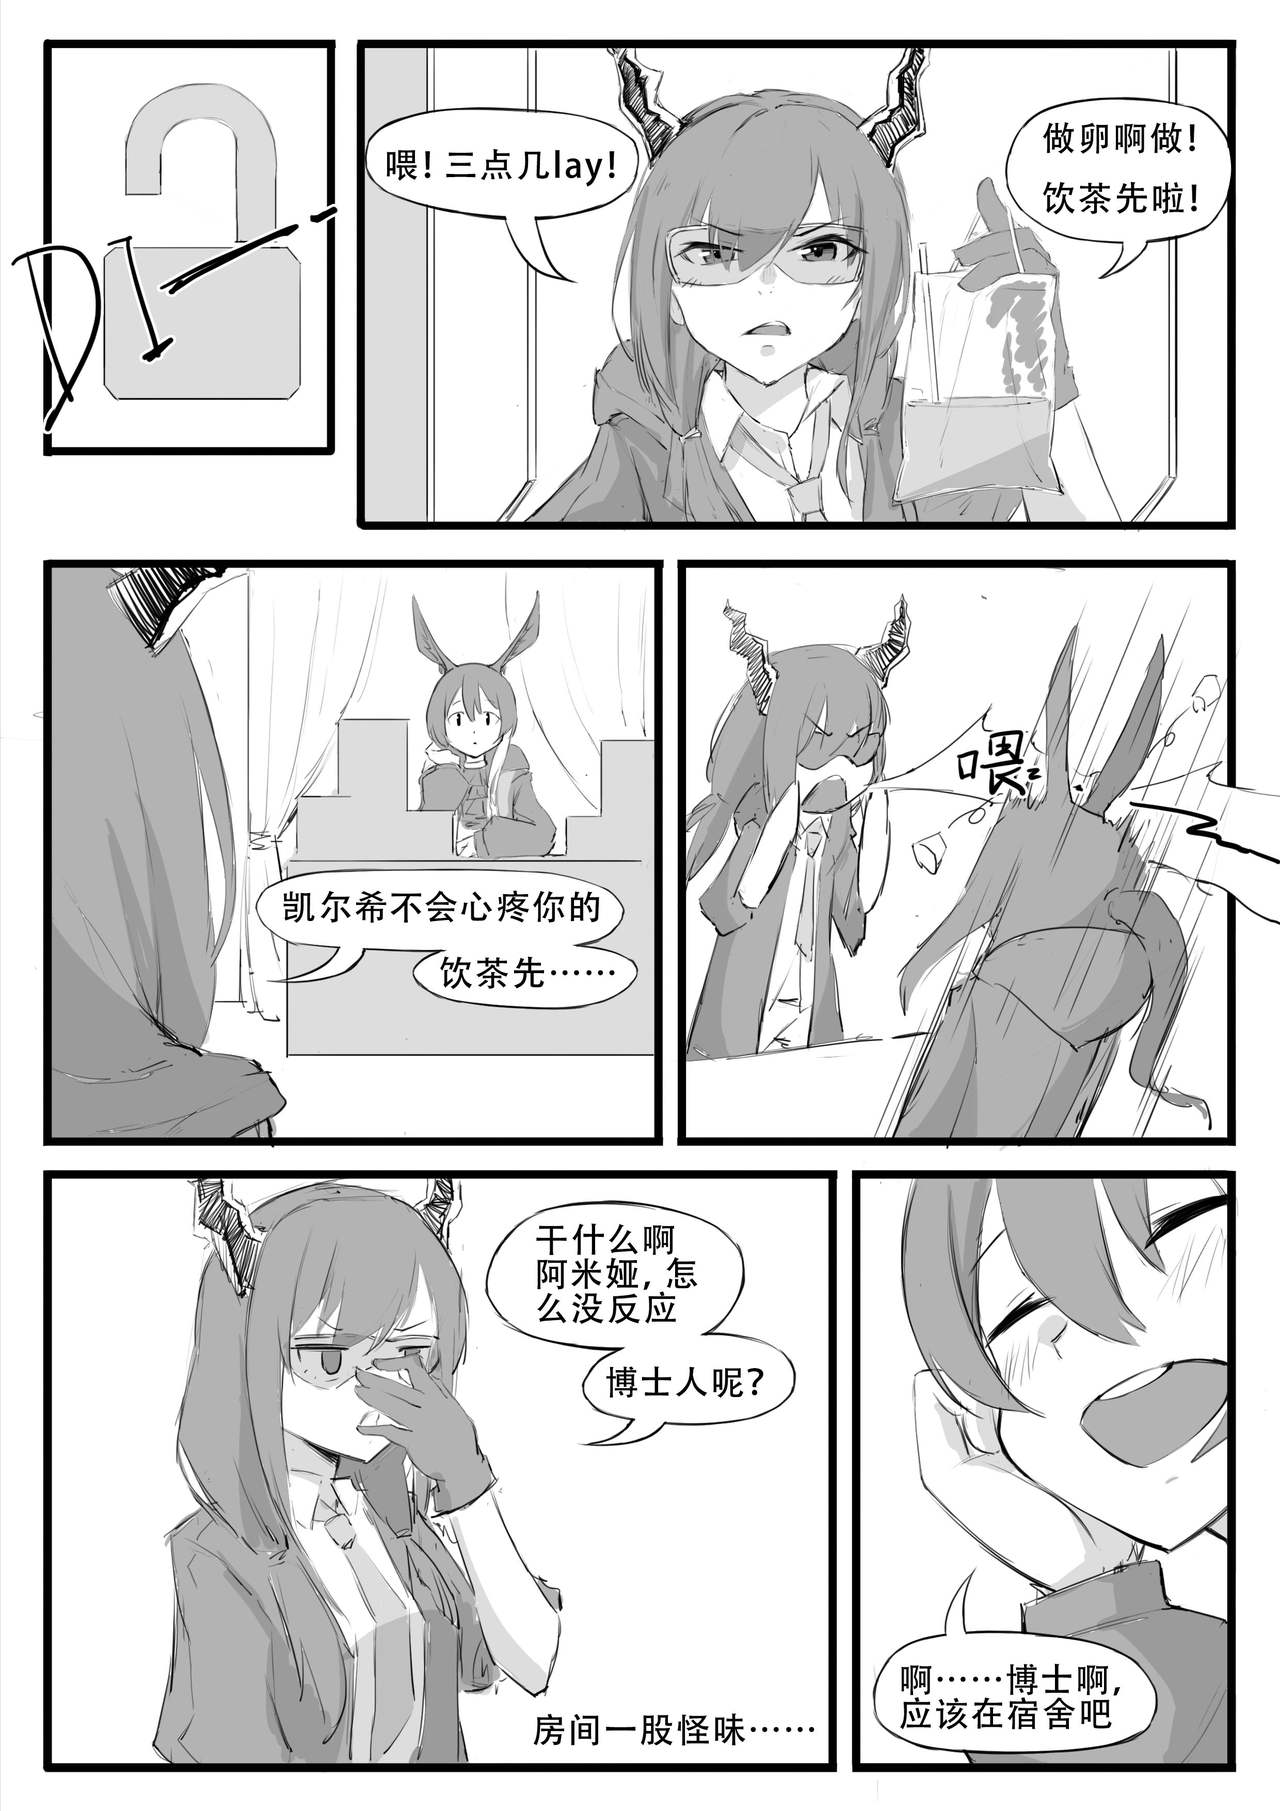 DI一
喂！三点几lay！
做卵啊做！
饮茶先啦！
凯尔希不会心疼你的
饮茶先……
喂
干什么啊
阿米娅，怎
么没反应
博士人呢？
房间一股怪味……
啊……博士啊，
应该在宿舍吧